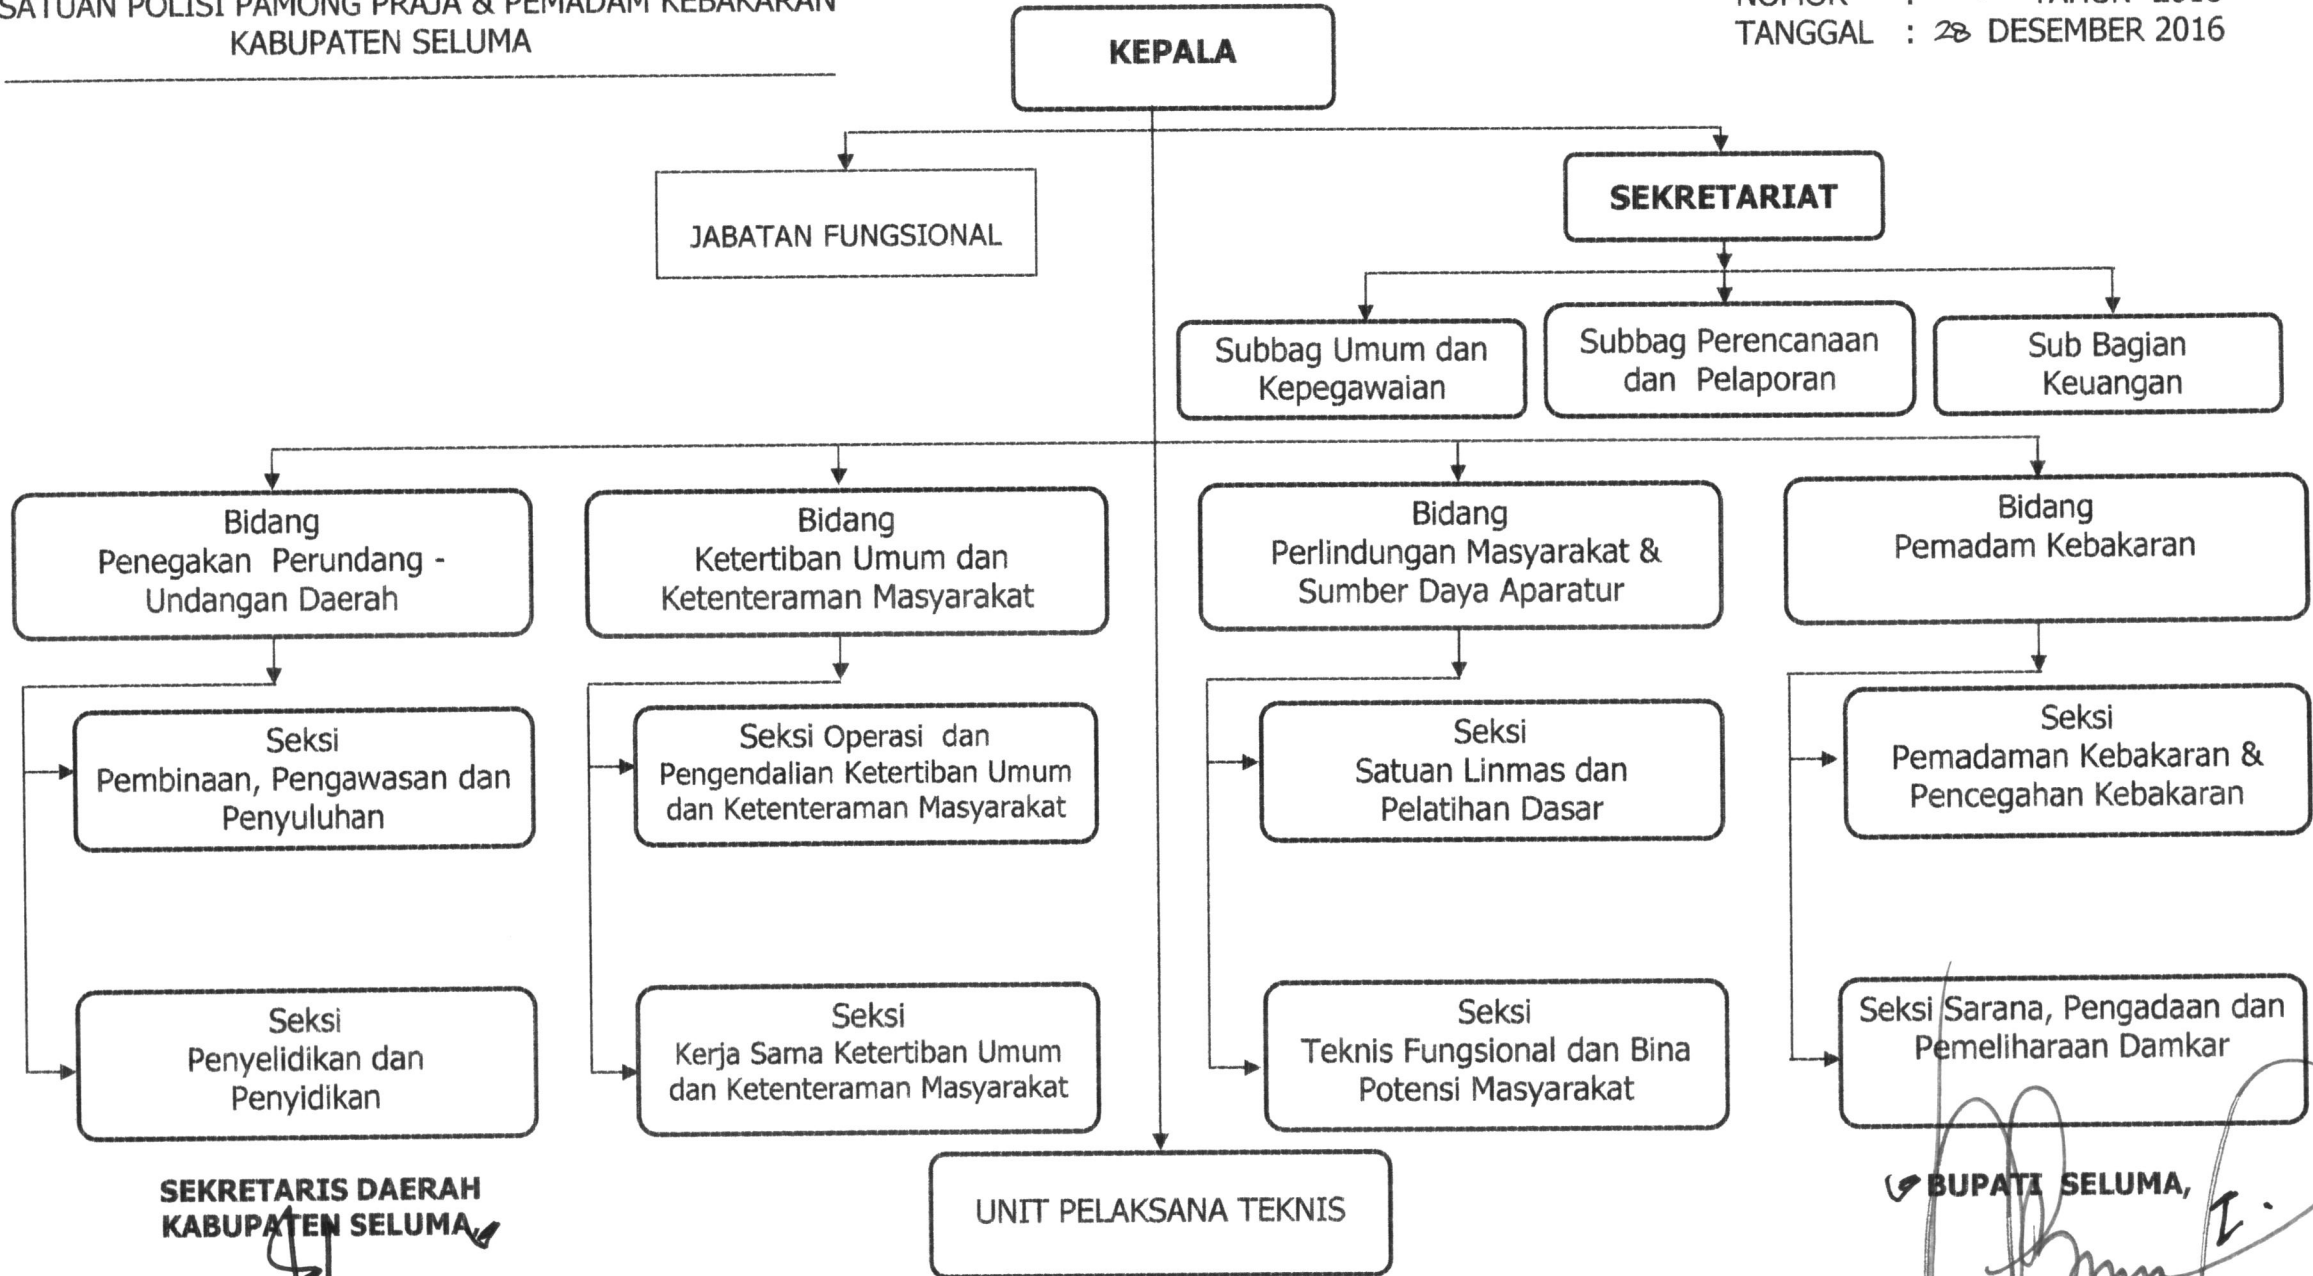 SATUAN POLISI PAMONG PRAJA & PEMADAM KEBAKARAN
KABUPATEN SELUMA
NOMOR : TAHUN 2016
TANGGAL : 28 DESEMBER 2016
KEPALA
JABATAN FUNGSIONAL
SEKRETARIAT
Subbag Umum dan
Kepegawaian
Subbag Perencanaan
dan Pelaporan
Sub Bagian
Keuangan
Bidang
Penegakan Perundang -
Undangan Daerah
Bidang
Ketertiban Umum dan
Ketenteraman Masyarakat
Bidang
Perlindungan Masyarakat &
Sumber Daya Aparatur
Bidang
Pemadam Kebakaran
Seksi
Pembinaan, Pengawasan dan
Penyuluhan
Seksi Operasi dan
Pengendalian Ketertiban Umum
dan Ketenteraman Masyarakat
Seksi
Satuan Linmas dan
Pelatihan Dasar
Seksi
Pemadaman Kebakaran &
Pencegahan Kebakaran
Seksi
Penyelidikan dan
Penyidikan
Seksi
Kerja Sama Ketertiban Umum
dan Ketenteraman Masyarakat
Seksi
Teknis Fungsional dan Bina
Potensi Masyarakat
Seksi Sarana, Pengadaan dan
Pemeliharaan Damkar
SEKRETARIS DAERAH
KABUPATEN SELUMA,
UNIT PELAKSANA TEKNIS
BUPATI SELUMA,